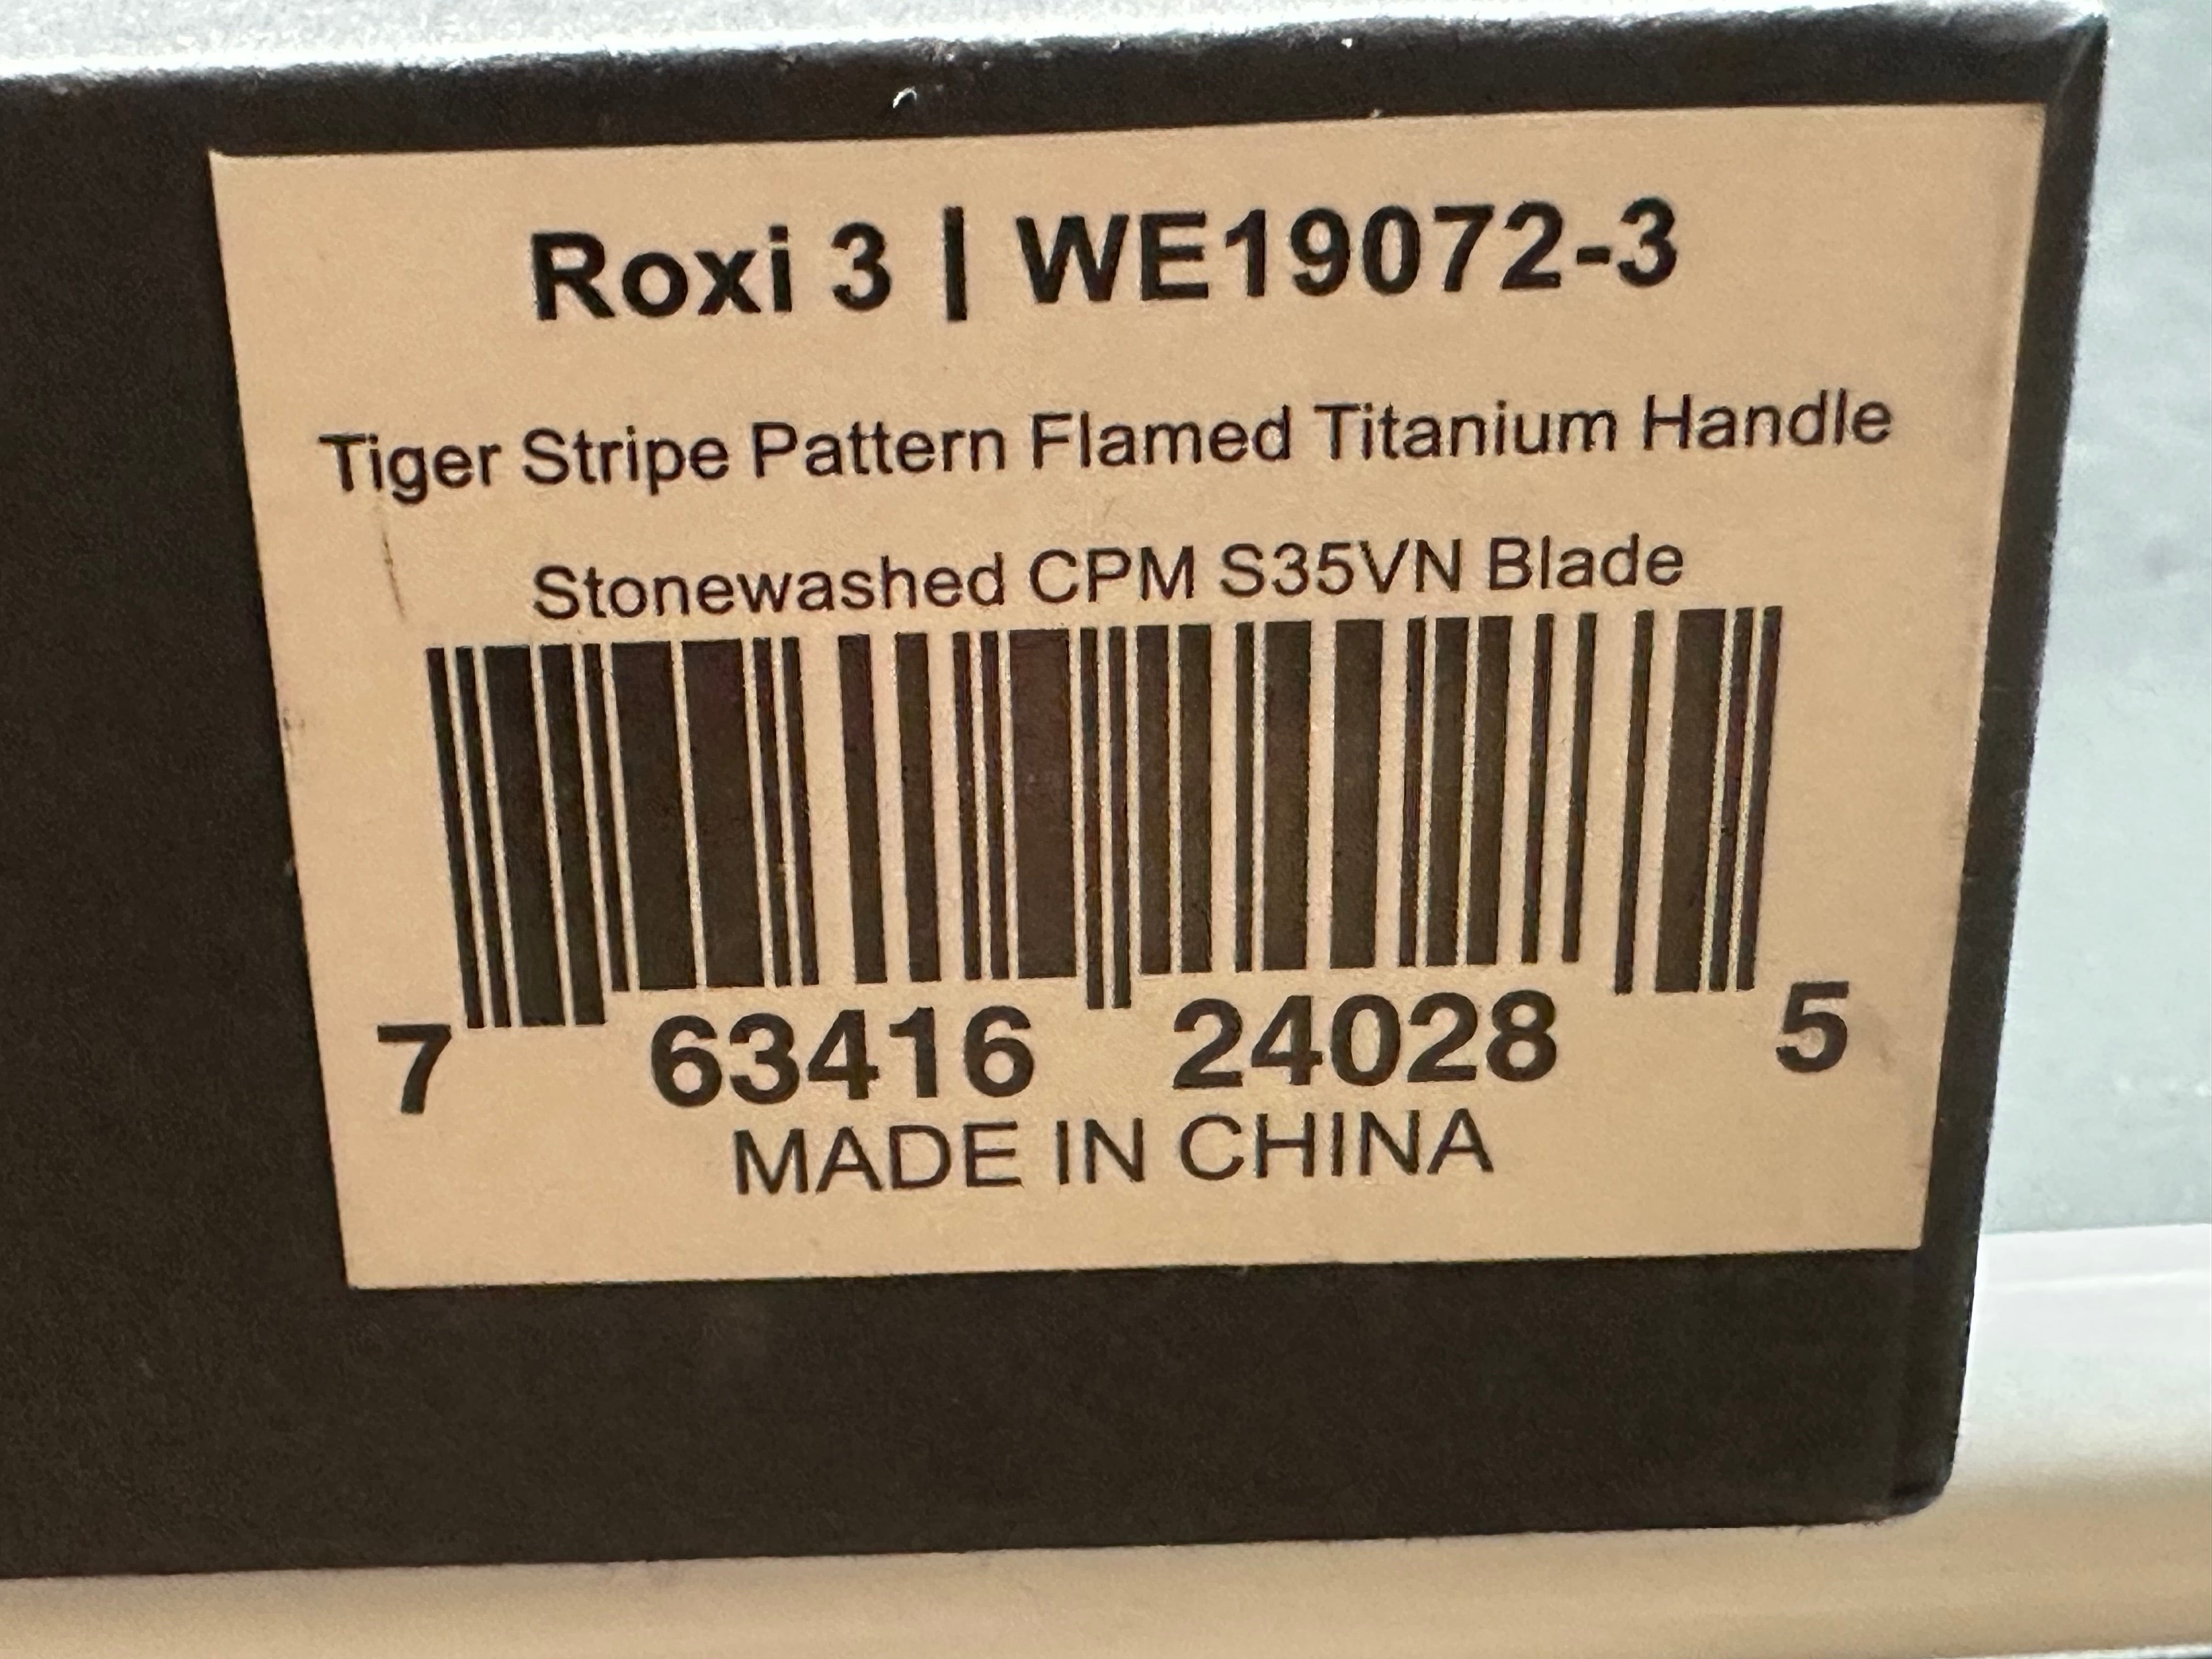 Roxi 3 | WE19072-3
Tiger Stripe Pattern Flamed Titanium Handle
Stonewashed CPM S35VN Blade
7 63416 24028 5
MADE IN CHINA